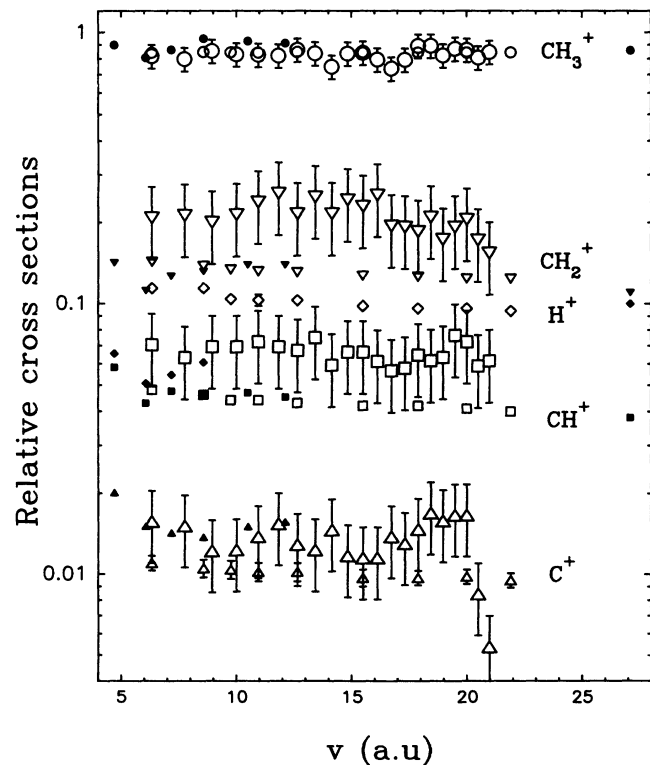 1
CH3+
Relative cross sections
CH2+
0.1
H+
CH+
0.01
C+
5 10 15 20 25
v (a.u)